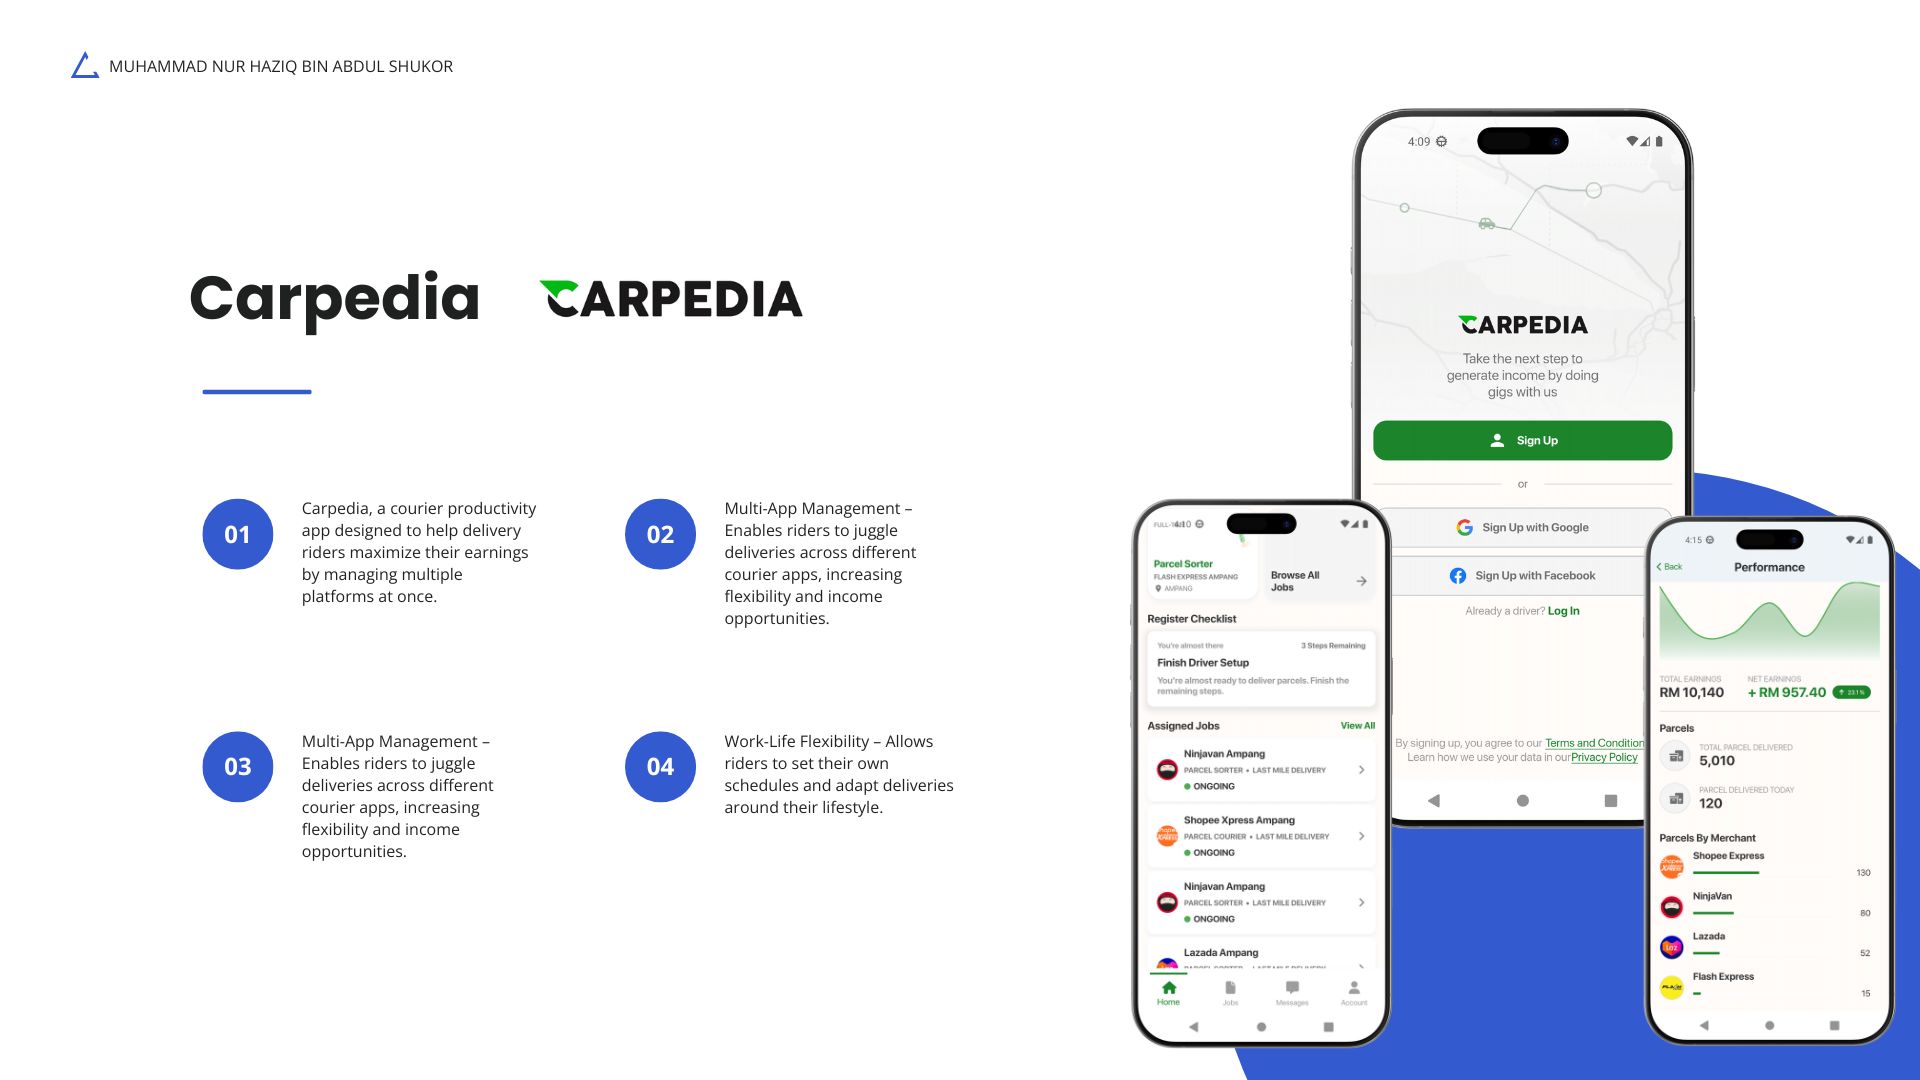 MUHAMMAD NUR HAZIQ BIN ABDUL SHUKOR
Carpedia
CARPEDIA
01
Carpedia, a courier productivity
app designed to help delivery
riders maximize their earnings
by managing multiple
platforms at once.
02
Multi-App Management –
Enables riders to juggle
deliveries across different
courier apps, increasing
flexibility and income
opportunities.
03
Multi-App Management –
Enables riders to juggle
deliveries across different
courier apps, increasing
flexibility and income
opportunities.
04
Work-Life Flexibility – Allows
riders to set their own
schedules and adapt deliveries
around their lifestyle.
4:09
CARPEDIA
Take the next step to
generate income by doing
gigs with us
Sign Up
or
Sign Up with Google
Sign Up with Facebook
Already a driver? Log In
By signing up, you agree to our Terms and Condition
Learn how we use your data in our Privacy Policy
Parcel Sorter
FLASH EXPRESS AMPANG
AMPANG
Browse All
Jobs
Register Checklist
You're almost there
3 Steps Remaining
Finish Driver Setup
You're almost ready to deliver parcels. Finish the
remaining steps.
Assigned Jobs
View All
Ninjavan Ampang
PARCEL SORTER • LAST MILE DELIVERY
ONGOING
Shopee Xpress Ampang
PARCEL COURIER • LAST MILE DELIVERY
ONGOING
Ninjavan Ampang
PARCEL SORTER • LAST MILE DELIVERY
ONGOING
Lazada Ampang
Home
Jobs
Messages
Account
4:15
Back
Performance
TOTAL EARNINGS
NET EARNINGS
RM 10,140
+ RM 957.40
23.1%
Parcels
TOTAL PARCEL DELIVERED
5,010
PARCEL DELIVERED TODAY
120
Parcels By Merchant
Shopee Express
130
NinjaVan
80
Lazada
52
Flash Express
15